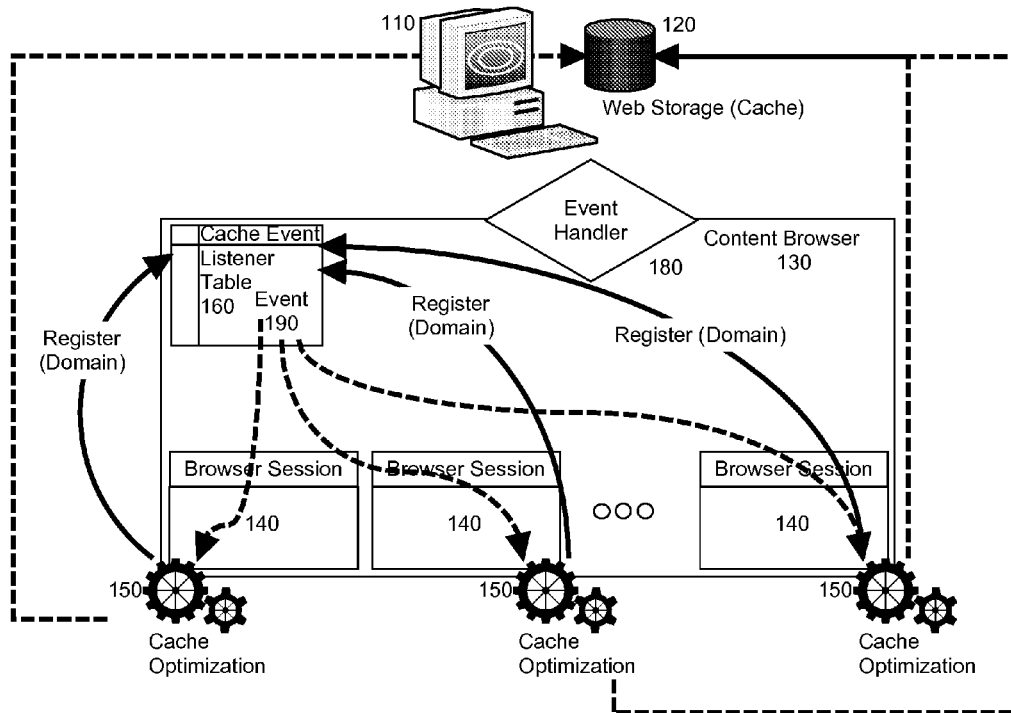 110
120
Web Storage (Cache)
Event
Handler
180
Content Browser
130
Cache Event
Listener
Table
160
Event
190
Register
(Domain)
Register
(Domain)
Register (Domain)
Browser Session
140
Browser Session
140
Browser Session
140
150
Cache
Optimization
150
Cache
Optimization
150
Cache
Optimization